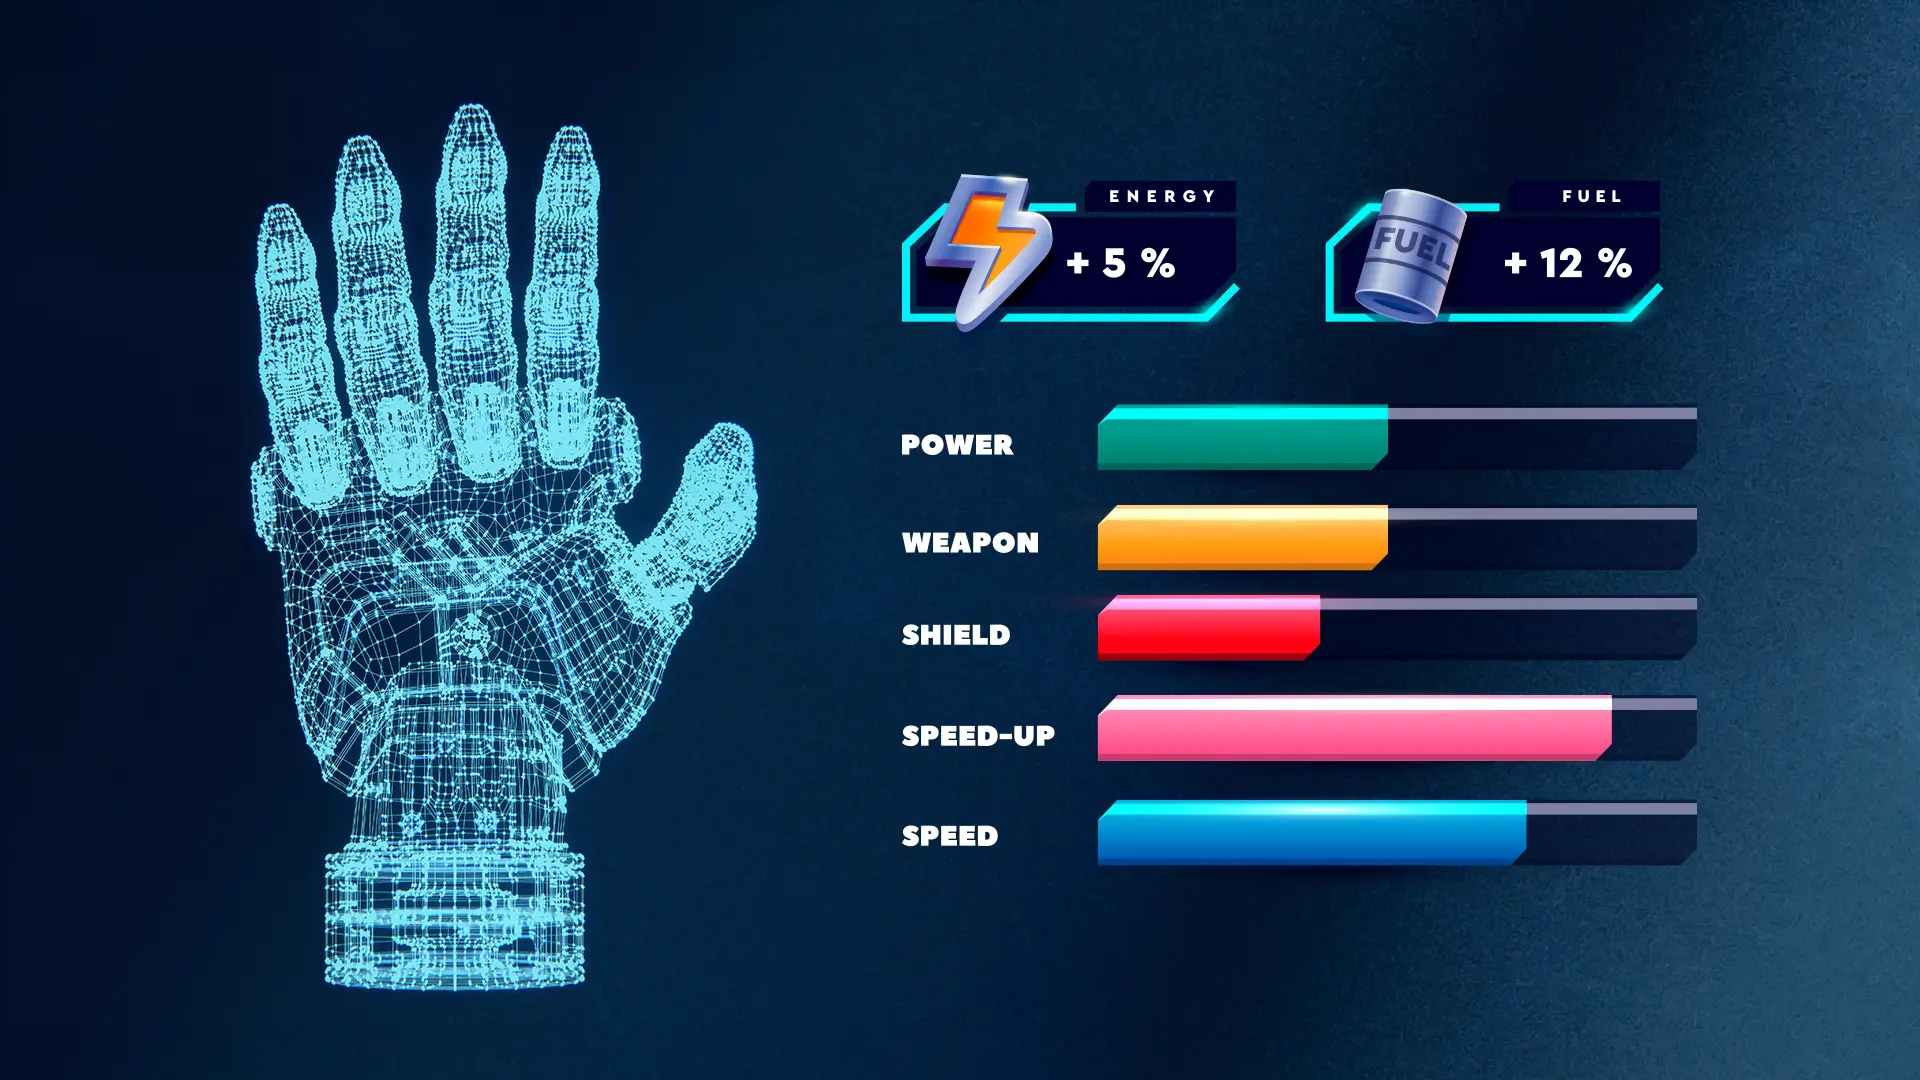 ENERGY
+ 5 %
FUEL
FUEL
+ 12 %
POWER
WEAPON
SHIELD
SPEED-UP
SPEED